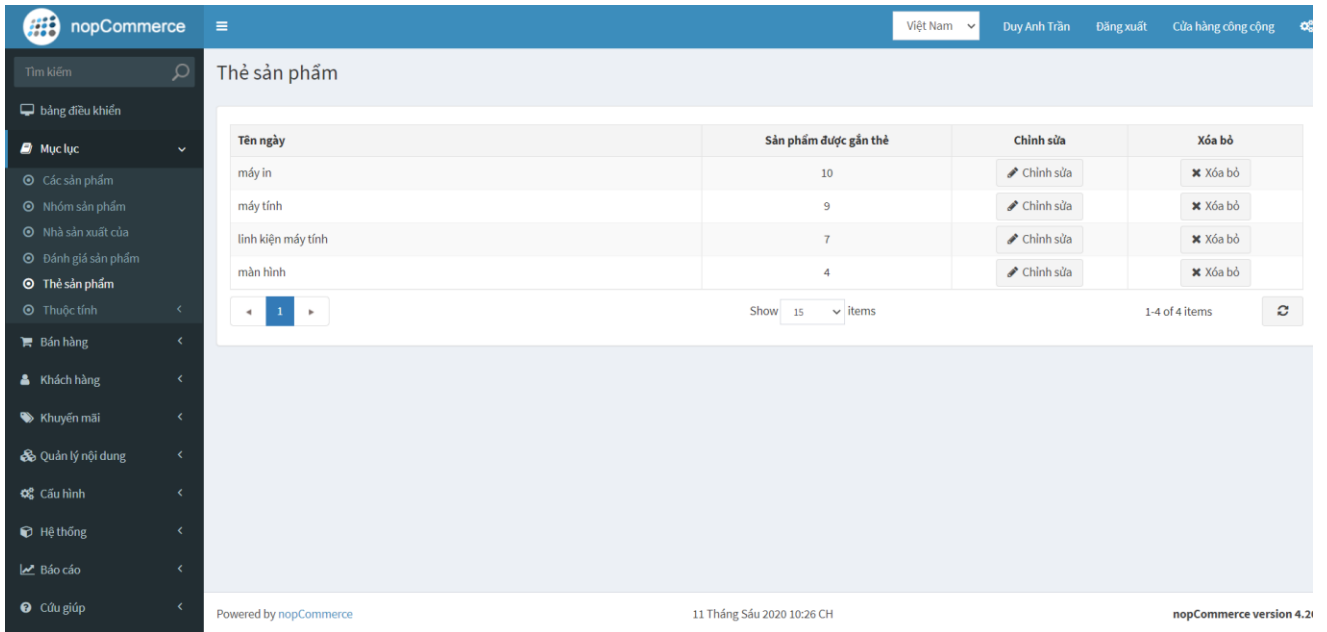 nopCommerce
Việt Nam Duy Anh Trần Đăng xuất Cửa hàng công cộng
Tìm kiếm
bảng điều khiển
Mục lục
Các sản phẩm
Nhóm sản phẩm
Nhà sản xuất của
Đánh giá sản phẩm
Thẻ sản phẩm
Thuộc tính
Bán hàng
Khách hàng
Khuyến mãi
Quản lý nội dung
Cấu hình
Hệ thống
Báo cáo
Cứu giúp
Thẻ sản phẩm
Tên ngày Sản phẩm được gắn thẻ Chỉnh sửa Xóa bỏ
máy in 10 Chỉnh sửa Xóa bỏ
máy tính 9 Chỉnh sửa Xóa bỏ
linh kiện máy tính 7 Chỉnh sửa Xóa bỏ
màn hình 4 Chỉnh sửa Xóa bỏ
1 Show 15 items 1-4 of 4 items
Powered by nopCommerce 11 Tháng Sáu 2020 10:26 CH nopCommerce version 4.20